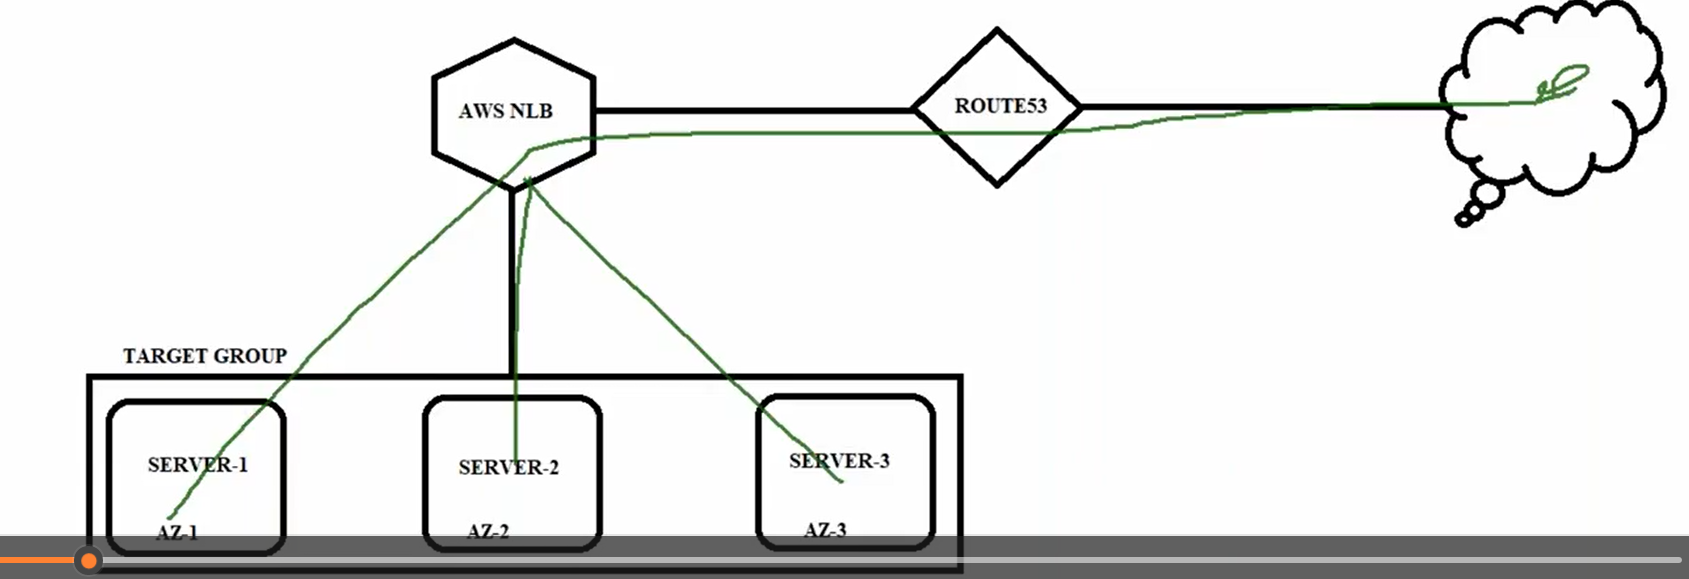 AWS NLB
ROUTE53
TARGET GROUP
SERVER-1
SERVER-2
SERVER-3
AZ-1
AZ-2
AZ-3